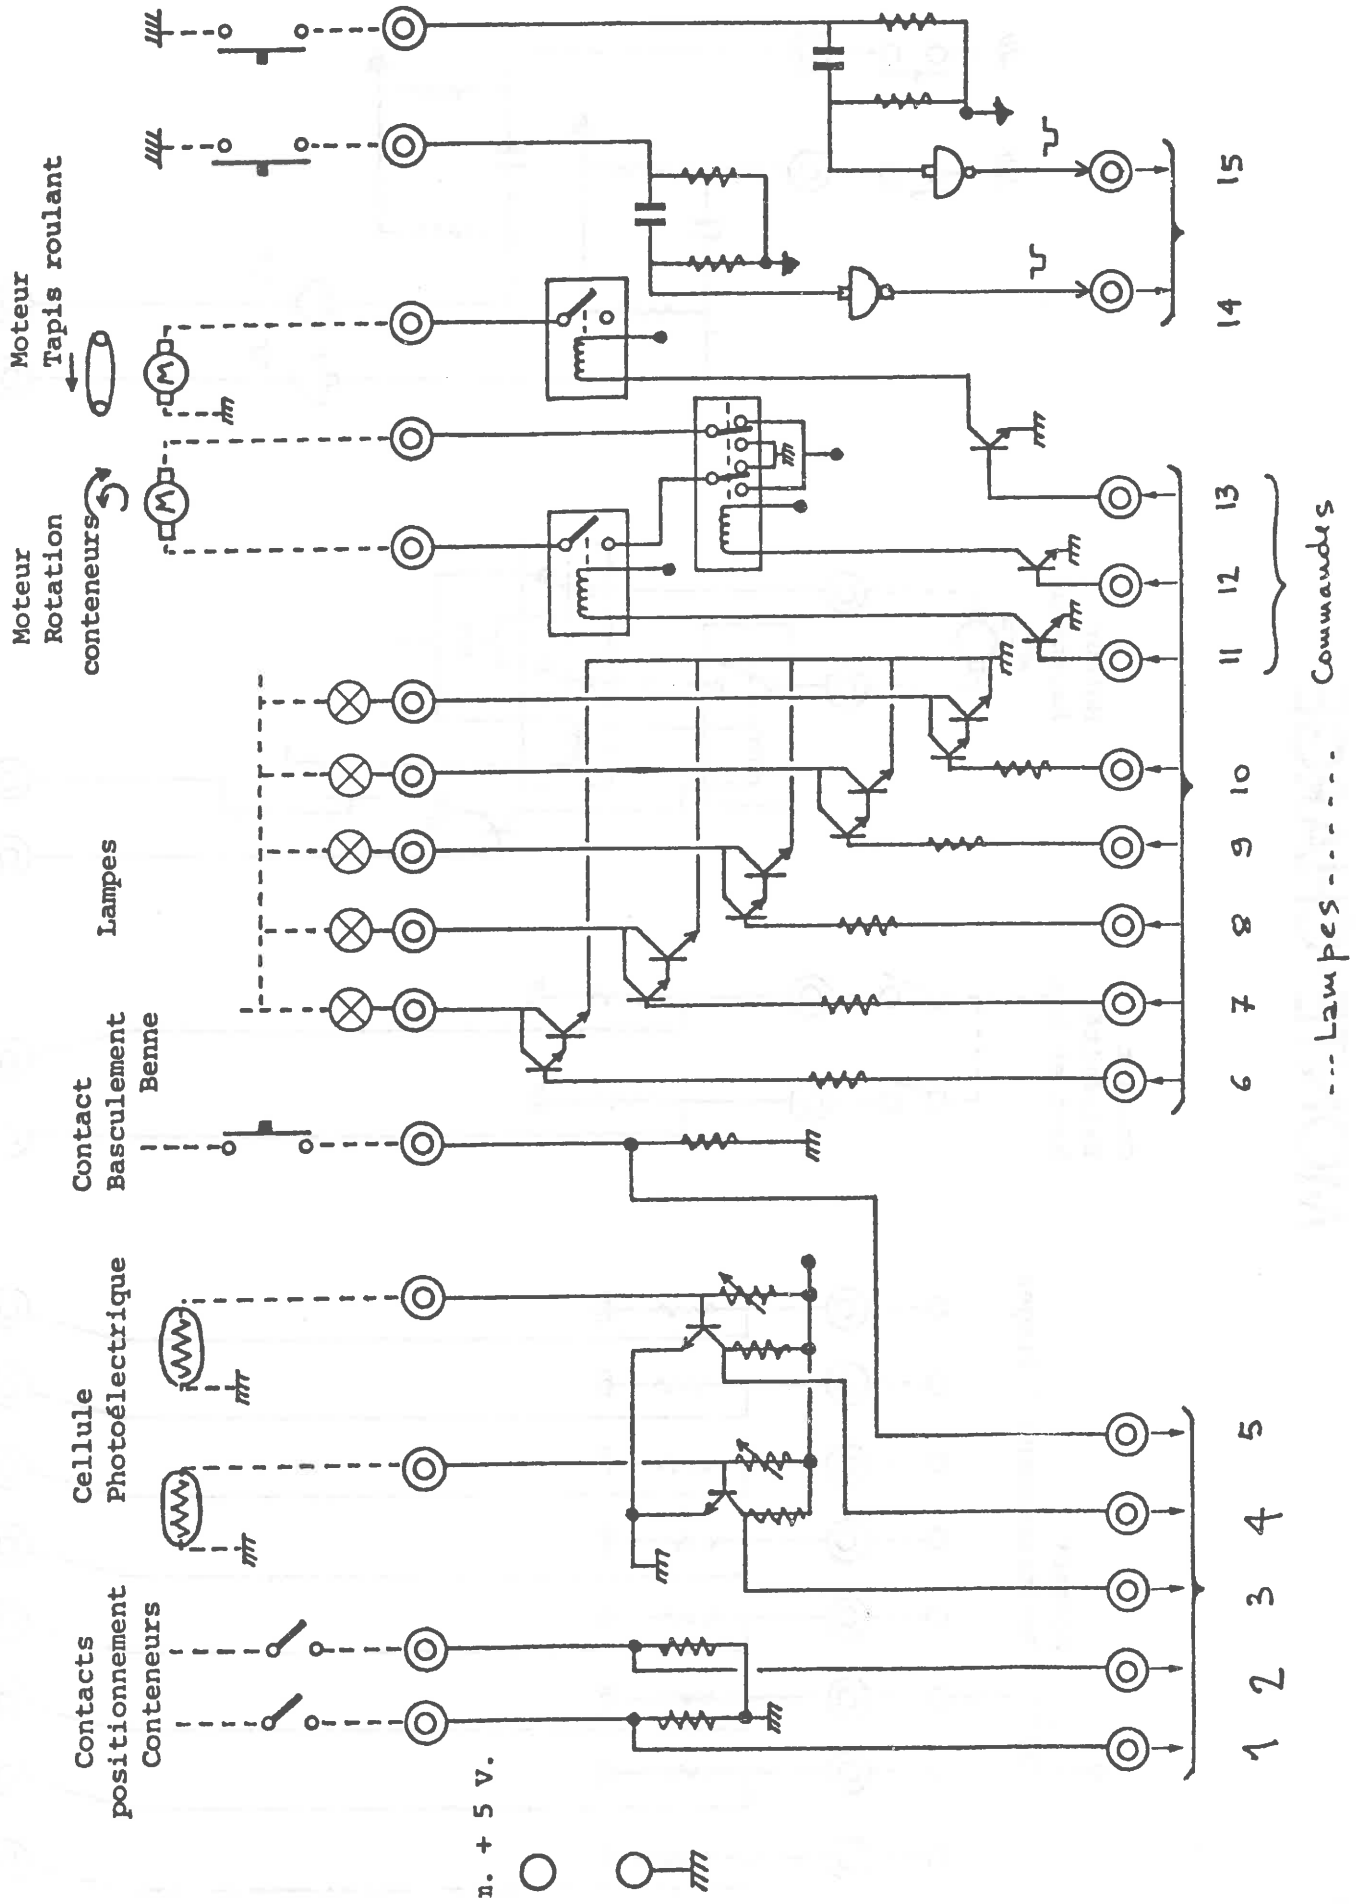 Contacts
positionnement
Conteneurs
Cellule
Photoélectrique
Contact
Basculement
Benne
Lampes
Moteur
Rotation
conteneurs
Moteur
Tapis roulant
M
M
n. + 5 v.
1 2 3 4 5 6 7 8 9 10 11 12 13 14 15
---Lampes-------- Commandes